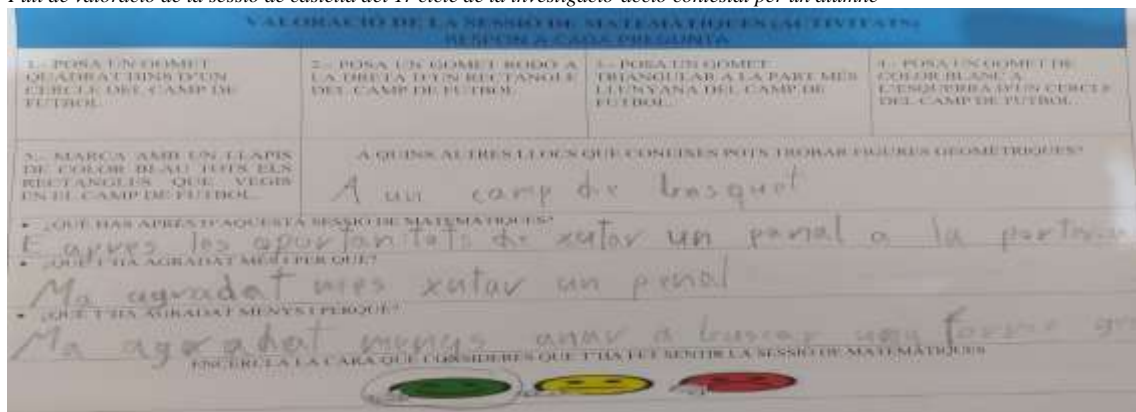 Full de valoració de la sessió de castellà del 1r cicle de la investigació-acció contestat per un alumne
VALORACIÓ DE LA SESSIÓ DE MATEMÀTIQUES (ACTIVITATS)
RESPON A CADA PREGUNTA
1.- POSA UN GOMET
QUADRAT DINS D'UN
CERCLE DEL CAMP DE
FUTBOL.
2.- POSA UN GOMET RODÓ A
LA DRETA D'UN RECTANGLE
DEL CAMP DE FUTBOL.
3.- POSA UN GOMET
TRIANGULAR A LA PART MÉS
LLUNYANA DEL CAMP DE
FUTBOL.
4.- POSA UN GOMET DE
COLOR BLANC A
L'ESQUERRA D'UN CERCLE
DEL CAMP DE FUTBOL.
5.- MARCA AMB UN LLAPIS
DE COLOR BLAU TOTS ELS
RECTANGLES QUE VEGIS
EN EL CAMP DE FUTBOL.
A QUINS ALTRES LLOCS QUE CONEIXES POTS TROBAR FIGURES GEOMÈTRIQUES?
A un camp de basquet
• ¿QUÈ HAS APRÈS D'AQUESTA SESSIÓ DE MATEMÀTIQUES?
E apres les apurtanitats de xutar un penal a la porteria
• ¿QUÈ T'HA AGRADAT MÉS I PER QUÈ?
Ma agradat mes xutar un penal
• ¿QUÈ T'HA AGRADAT MENYS I PERQUÈ?
Ma agradat menys anar a buscar una forme
ENCERCLA LA CARA QUE CONSIDERES QUE T'HA FET SENTIR LA SESSIÓ DE MATEMÀTIQUES